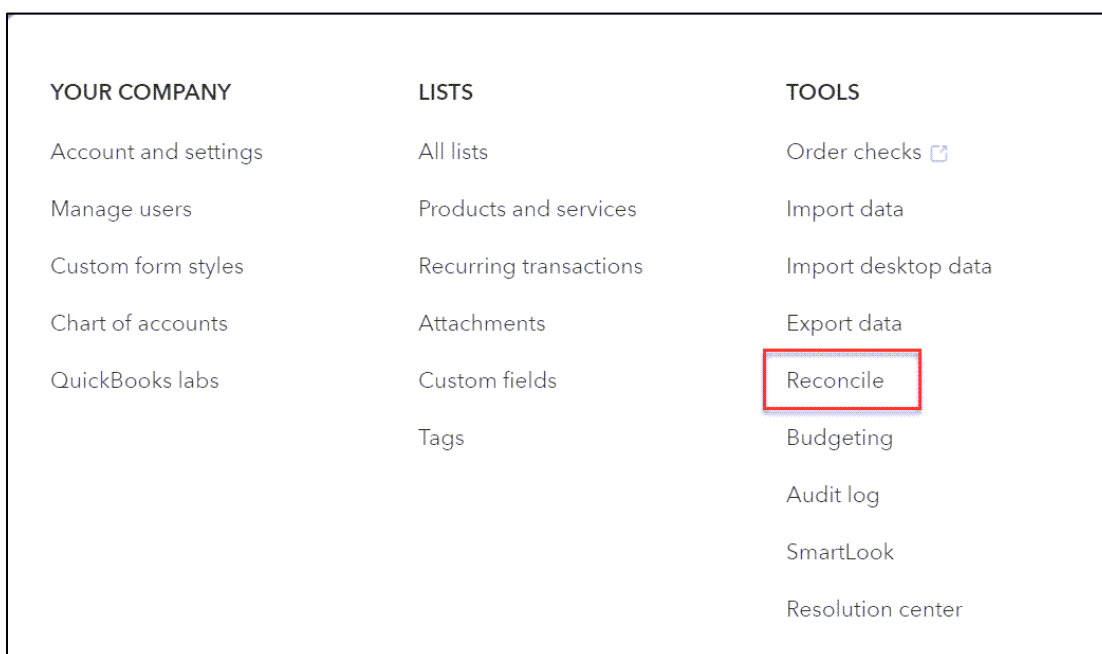 YOUR COMPANY
Account and settings
Manage users
Custom form styles
Chart of accounts
QuickBooks labs
LISTS
All lists
Products and services
Recurring transactions
Attachments
Custom fields
Tags
TOOLS
Order checks
Import data
Import desktop data
Export data
Reconcile
Budgeting
Audit log
SmartLook
Resolution center